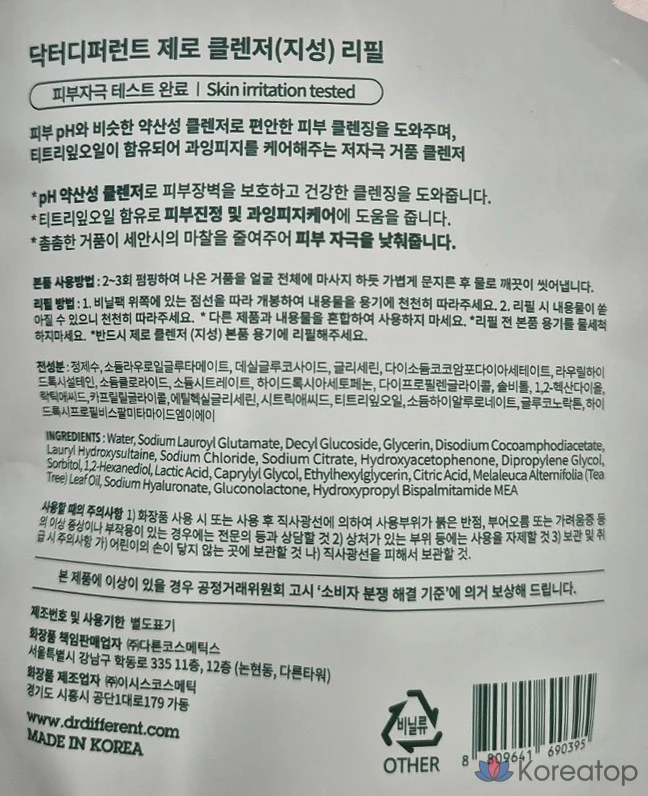 닥터디퍼런트 제로 클렌저(지성) 리필
피부자극 테스트 완료 | Skin irritation tested
피부 pH와 비슷한 약산성 클렌저로 편안한 피부 클렌징을 도와주며,
티트리잎오일이 함유되어 과잉피지를 케어해주는 저자극 거품 클렌저
*pH 약산성 클렌저로 피부장벽을 보호하고 건강한 클렌징을 도와줍니다.
*티트리잎오일 함유로 피부진정 및 과잉피지케어에 도움을 줍니다.
*촘촘한 거품이 세안시의 마찰을 줄여주어 피부 자극을 낮춰줍니다.
본품 사용방법 : 2~3회 펌핑하여 나온 거품을 얼굴 전체에 마사지 하듯 가볍게 문지른 후 물로 깨끗이 씻어냅니다.
리필 방법 : 1. 비닐팩 위쪽에 있는 점선을 따라 개봉하여 내용물을 용기에 천천히 따라주세요. 2. 리필 시 내용물이 쏟
아질 수 있으니 천천히 따라주세요. *다른 제품과 내용물을 혼합하여 사용하지 마세요. *리필 전 본품 용기를 물세척
하지마세요. *반드시 제로 클렌저 (지성) 본품 용기에 리필해주세요.
전성분 : 정제수, 소듐라우로일글루타메이트, 데실글루코사이드, 글리세린, 다이소듐코코암포다이아세테이트, 라우릴하이
드록시설테인, 소듐클로라이드, 소듐시트레이트, 하이드록시아세토페논, 다이프로필렌글라이콜, 솔비톨, 1,2-헥산다이올,
락틱애씨드, 카프릴릴글라이콜, 에틸헥실글리세린, 시트릭애씨드, 티트리잎오일, 소듐하이알루로네이트, 글루코노락톤, 하이
드록시프로필비스팔미타마이드엠이에이
INGREDIENTS : Water, Sodium Lauroyl Glutamate, Decyl Glucoside, Glycerin, Disodium Cocoamphodiacetate,
Lauryl Hydroxysultaine, Sodium Chloride, Sodium Citrate, Hydroxyacetophenone, Dipropylene Glycol,
Sorbitol, 1,2-Hexanediol, Lactic Acid, Caprylyl Glycol, Ethylhexylglycerin, Citric Acid, Melaleuca Alternifolia (Tea
Tree) Leaf Oil, Sodium Hyaluronate, Gluconolactone, Hydroxypropyl Bispalmitamide MEA
사용할 때의 주의사항 1) 화장품 사용 시 또는 사용 후 직사광선에 의하여 사용부위가 붉은 반점, 부어오름 또는 가려움증 등
의 이상 증상이나 부작용이 있는 경우에는 전문의 등과 상담할 것 2) 상처가 있는 부위 등에는 사용을 자제할 것 3) 보관 및 취
급 시 주의사항 가) 어린이의 손이 닿지 않는 곳에 보관할 것 나) 직사광선을 피해서 보관할 것.
본 제품에 이상이 있을 경우 공정거래위원회 고시 '소비자 분쟁 해결 기준'에 의거 보상해 드립니다.
제조번호 및 사용기한 별도표기
화장품 책임판매업자 ㈜다른코스메틱스
서울특별시 강남구 학동로 335 11층, 12층 (논현동, 다른타워)
화장품 제조업자 ㈜이시스코스메틱
경기도 시흥시 공단1대로179 가동
www.drdifferent.com
MADE IN KOREA
비닐류
OTHER
8 809641 690395
Koreatop